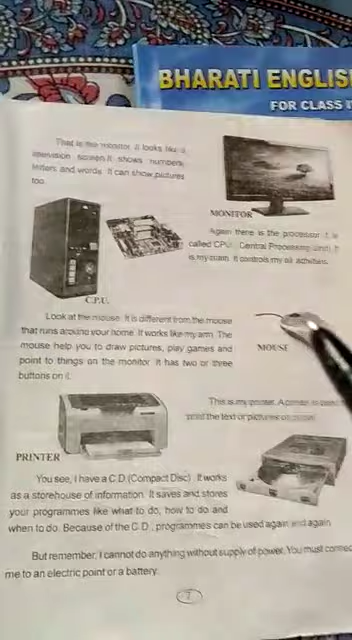 BHARATI ENGLIS
FOR CLASS I
That is the monitor. It looks like a
television screen. It shows numbers,
letters and words. It can show pictures
too.
MONITOR
Again there is the processor. It is
called CPU. Central Processing Unit. It
is my brain. It controls my all activities.
C.P.U.
Look at the mouse. It is different from the mouse
that runs around your home. It works like my arm. The
mouse help you to draw pictures, play games and
point to things on the monitor. It has two or three
buttons on it.
MOUSE
This is my printer. A printer is used
print the text or pictures on
PRINTER
You see, I have a C.D.(Compact Disc). It works
as a storehouse of information. It saves and stores
your programmes like what to do, how to do and
when to do. Because of the C.D., programmes can be used again and again.
But remember, I cannot do anything without supply of power. You must connec
me to an electric point or a battery.
7